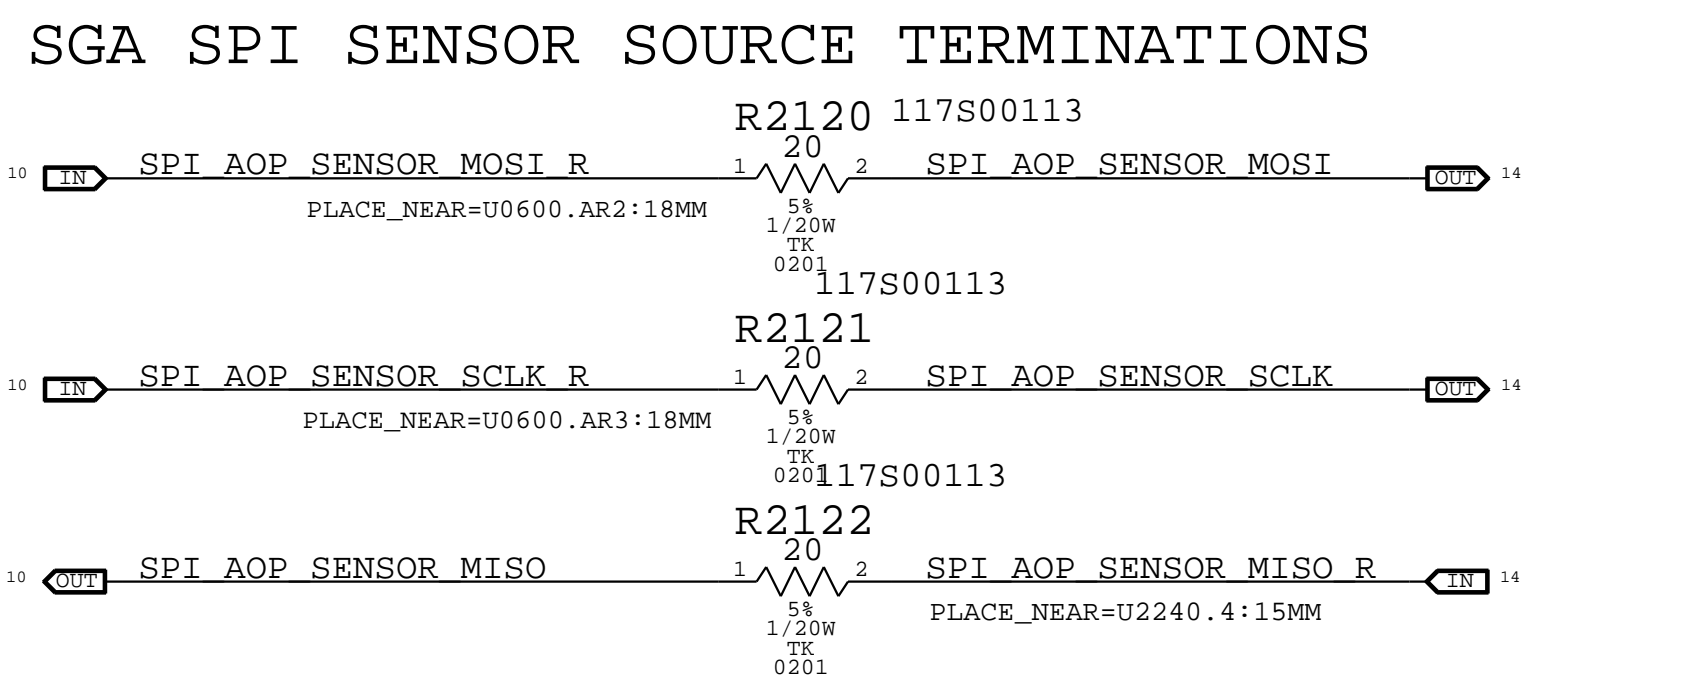 SGA SPI SENSOR SOURCE TERMINATIONS
R2120 117S00113
20
10 IN SPI_AOP_SENSOR_MOSI_R 1 2 SPI_AOP_SENSOR_MOSI OUT 14
PLACE_NEAR=U0600.AR2:18MM
5%
1/20W
TK
0201
117S00113
R2121
20
10 IN SPI_AOP_SENSOR_SCLK_R 1 2 SPI_AOP_SENSOR_SCLK OUT 14
PLACE_NEAR=U0600.AR3:18MM
5%
1/20W
TK
0201
117S00113
R2122
20
10 OUT SPI_AOP_SENSOR_MISO 1 2 SPI_AOP_SENSOR_MISO_R IN 14
PLACE_NEAR=U2240.4:15MM
5%
1/20W
TK
0201